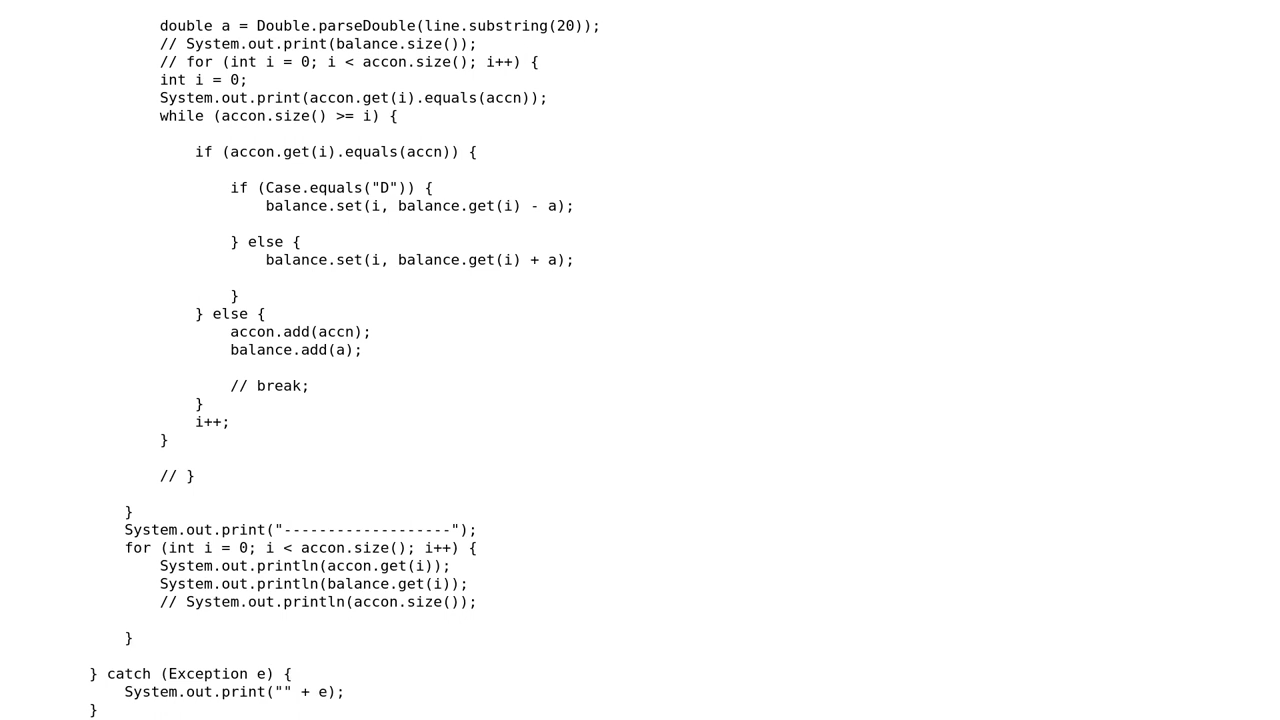 double a = Double.parseDouble(line.substring(20));
// System.out.print(balance.size());
// for (int i = 0; i < accon.size(); i++) {
int i = 0;
System.out.print(accon.get(i).equals(accn));
while (accon.size() >= i) {
if (accon.get(i).equals(accn)) {
if (Case.equals("D")) {
balance.set(i, balance.get(i) - a);
} else {
balance.set(i, balance.get(i) + a);
}
} else {
accon.add(accn);
balance.add(a);
// break;
}
i++;
}
// }
}
System.out.print("-------------------");
for (int i = 0; i < accon.size(); i++) {
System.out.println(accon.get(i));
System.out.println(balance.get(i));
// System.out.println(accon.size());
}
} catch (Exception e) {
System.out.print("" + e);
}